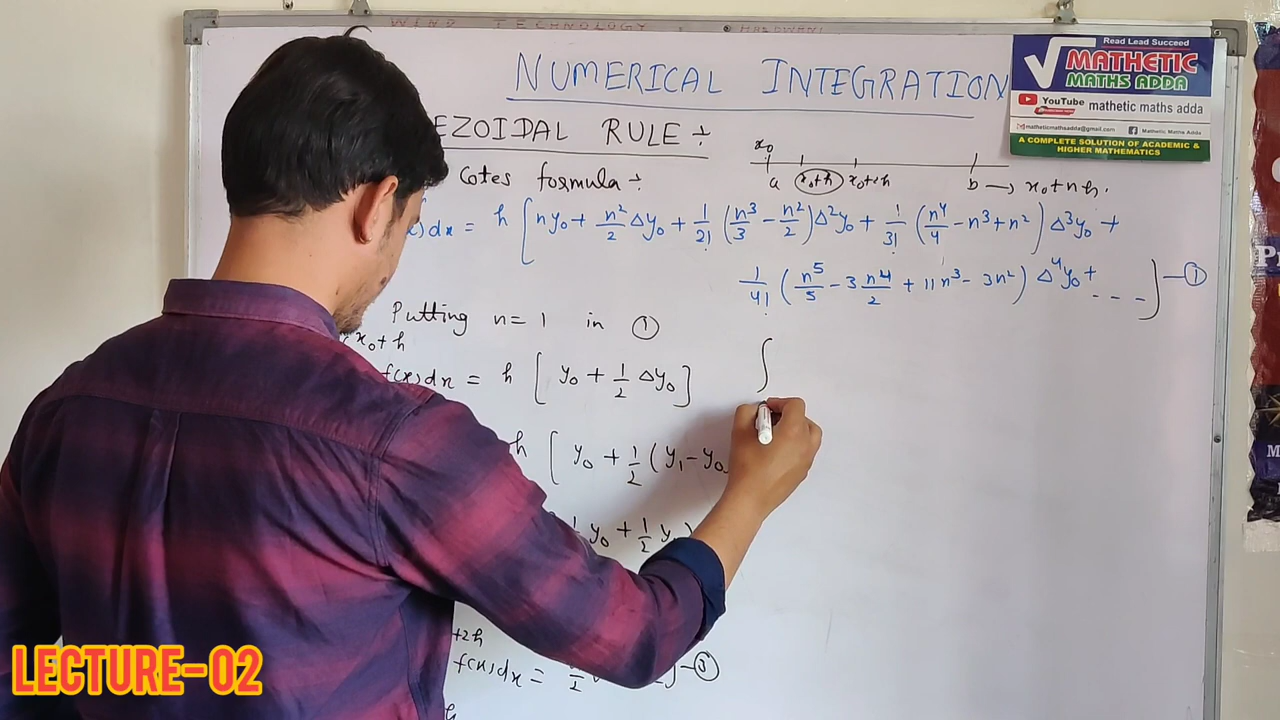 WIND TECHNOLOGY HALDWANI
NUMERICAL INTEGRATION
Read Lead Succeed
MATHETIC
MATHS ADDA
YouTube mathetic maths adda
matheticmathsadda@gmail.com Mathetic Maths Adda
A COMPLETE SOLUTION OF ACADEMIC &
HIGHER MATHEMATICS
EZOIDAL RULE ÷
x₀
a x₀+h x₀+2h b → x₀+nh.
Cotes formula ÷
)dx = h [ ny₀ + n²/2 Δy₀ + 1/2! (n³/3 − n²/2) Δ²y₀ + 1/3! (n⁴/4 − n³ + n²) Δ³y₀ +
1/4! (n⁵/5 − 3n⁴/2 + 11n³ − 3n²) Δ⁴y₀ + - - - ] — ①
Putting n = 1 in ①
x₀+h
f(x)dx = h [ y₀ + 1/2 Δy₀ ]
∫
h [ y₀ + 1/2 (y₁ − y₀
y₀ + 1/2 y
+2h
f(x)dx = h/2 ] — ③
LECTURE-02